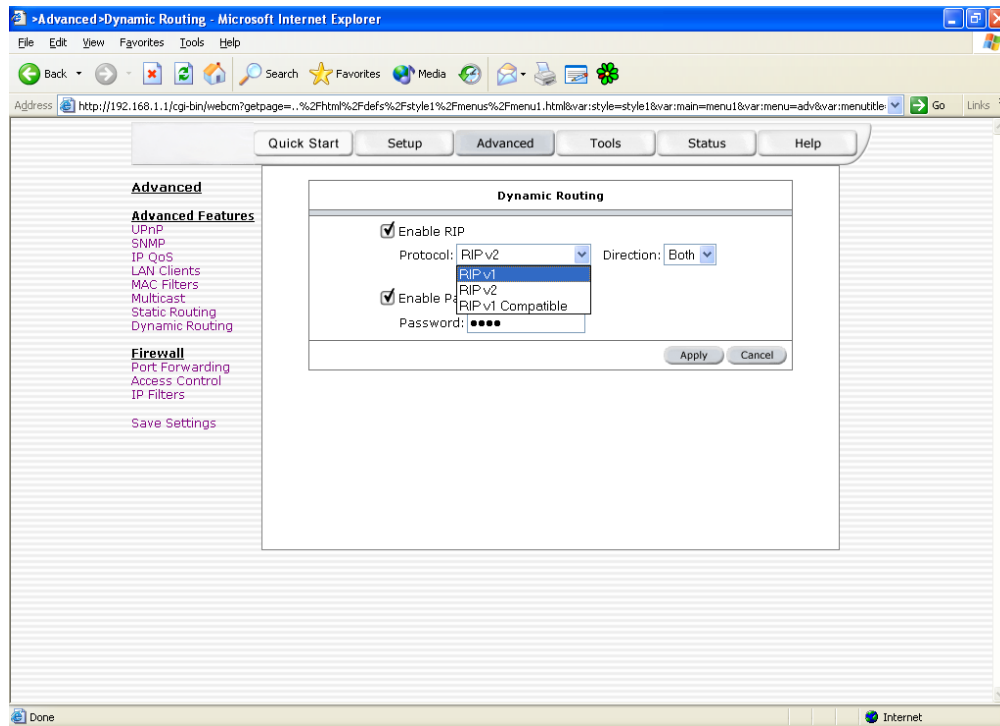 >Advanced>Dynamic Routing - Microsoft Internet Explorer
File Edit View Favorites Tools Help
Back Search Favorites Media
Address http://192.168.1.1/cgi-bin/webcm?getpage=..%2Fhtml%2Fdefs%2Fstyle1%2Fmenus%2Fmenu1.html&var:style=style1&var:main=menu1&var:menu=adv&var:menutitle Go Links
Quick Start Setup Advanced Tools Status Help
Advanced
Advanced Features
UPnP
SNMP
IP QoS
LAN Clients
MAC Filters
Multicast
Static Routing
Dynamic Routing
Firewall
Port Forwarding
Access Control
IP Filters
Save Settings
Dynamic Routing
Enable RIP
Protocol: RIP v2 Direction: Both
RIP v1
RIP v2
RIP v1 Compatible
Enable
Password: ●●●●
Apply Cancel
Done Internet